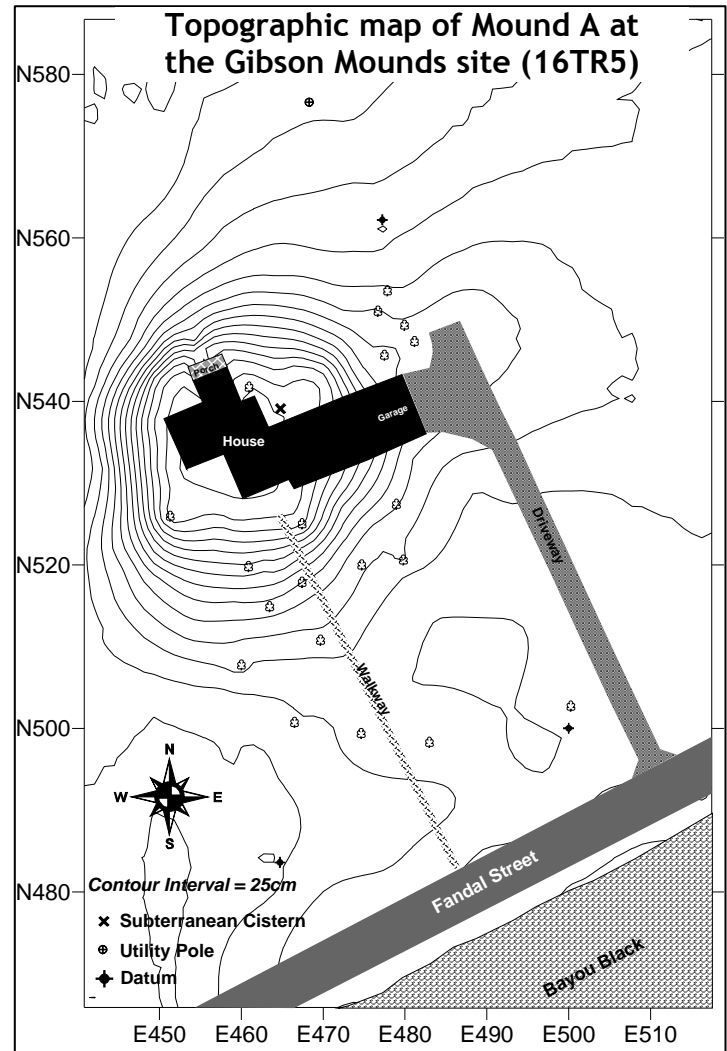 Topographic map of Mound A at
the Gibson Mounds site (16TR5)
N580
N560
N540
N520
N500
N480
Porch
House
Garage
Driveway
Walkway
N
W E
S
Contour Interval = 25cm
Subterranean Cistern
Utility Pole
Datum
Fandal Street
Bayou Black
E450 E460 E470 E480 E490 E500 E510